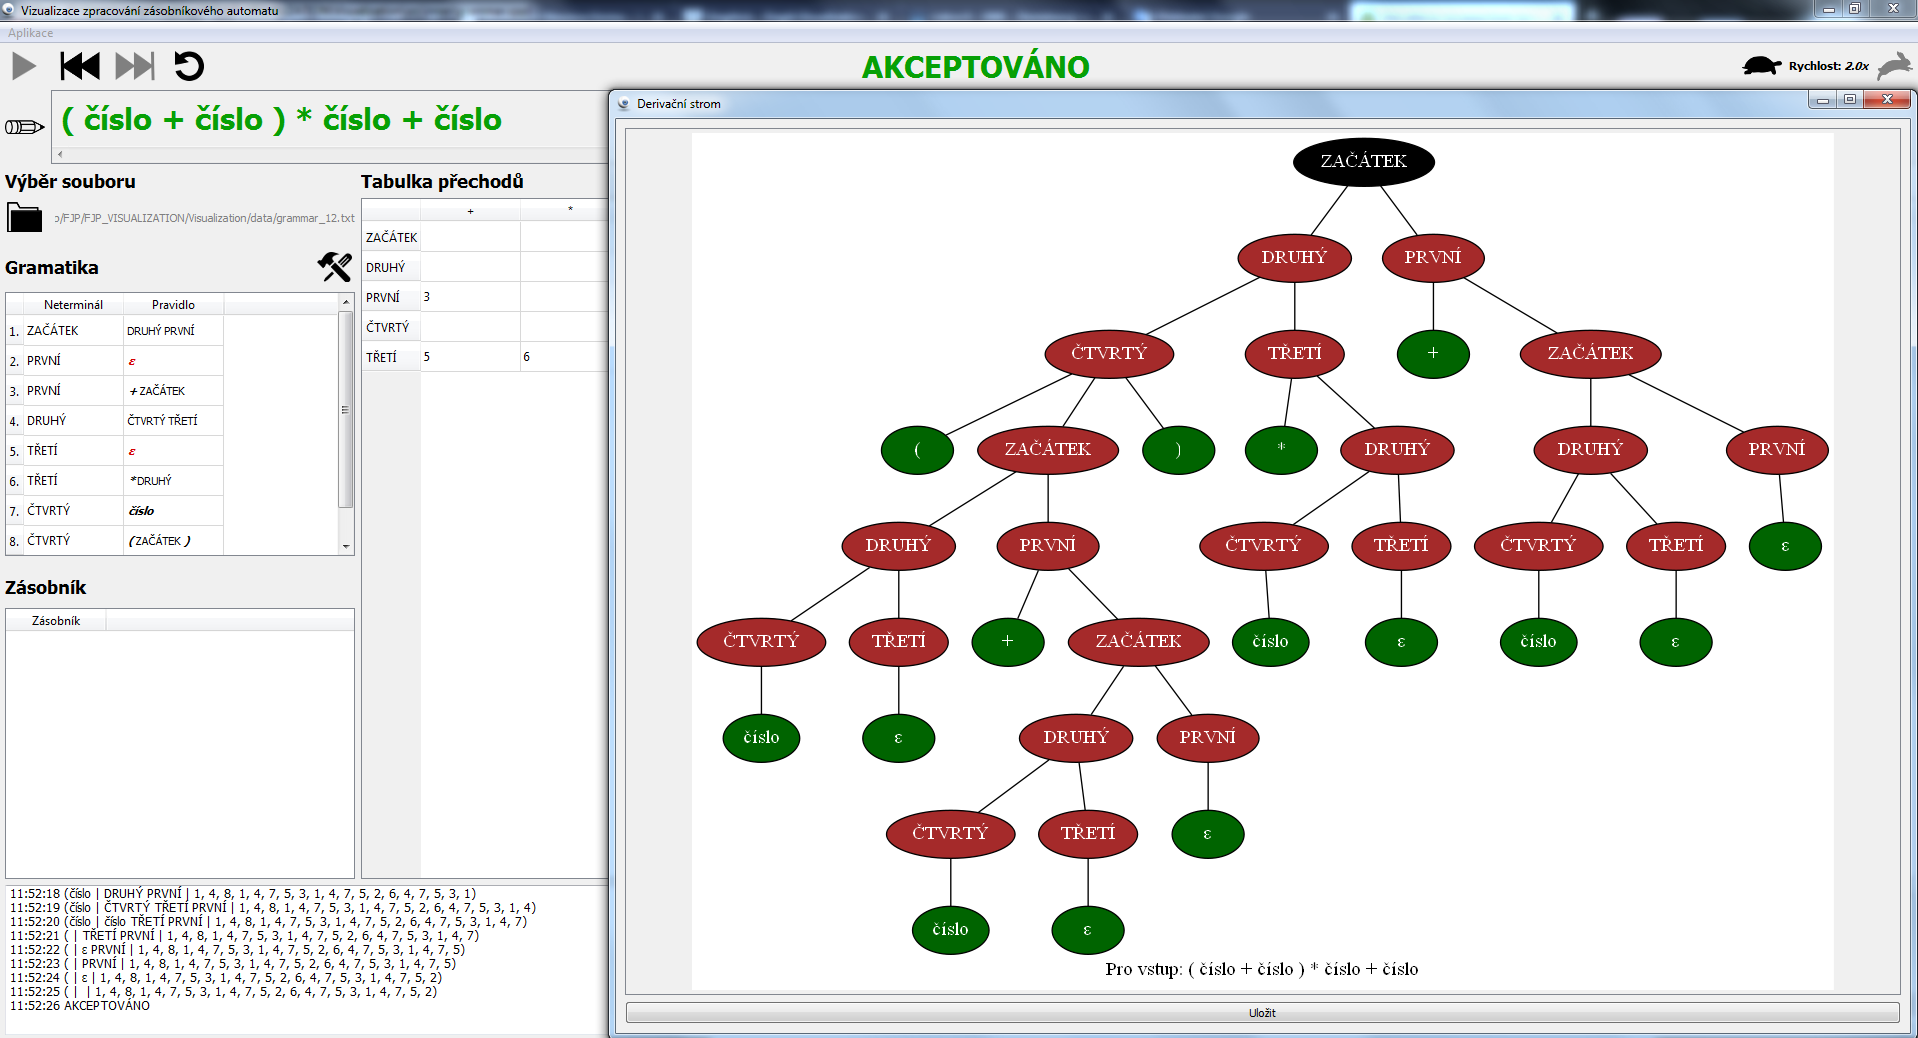 Vizualizace zpracování zásobníkového automatu
Aplikace
AKCEPTOVÁNO
Rychlost: 2.0x
( číslo + číslo ) * číslo + číslo
Výběr souboru
/FJP/FJP_VISUALIZATION/Visualization/data/grammar_12.txt
Gramatika
Neterminál Pravidlo
1. ZAČÁTEK DRUHÝ PRVNÍ
2. PRVNÍ ε
3. PRVNÍ + ZAČÁTEK
4. DRUHÝ ČTVRTÝ TŘETÍ
5. TŘETÍ ε
6. TŘETÍ *DRUHÝ
7. ČTVRTÝ číslo
8. ČTVRTÝ ( ZAČÁTEK )
Zásobník
Zásobník
Tabulka přechodů
+ *
ZAČÁTEK
DRUHÝ
PRVNÍ 3
ČTVRTÝ
TŘETÍ 5 6
11:52:18 (číslo | DRUHÝ PRVNÍ | 1, 4, 8, 1, 4, 7, 5, 3, 1, 4, 7, 5, 2, 6, 4, 7, 5, 3, 1)
11:52:19 (číslo | ČTVRTÝ TŘETÍ PRVNÍ | 1, 4, 8, 1, 4, 7, 5, 3, 1, 4, 7, 5, 2, 6, 4, 7, 5, 3, 1, 4)
11:52:20 (číslo | číslo TŘETÍ PRVNÍ | 1, 4, 8, 1, 4, 7, 5, 3, 1, 4, 7, 5, 2, 6, 4, 7, 5, 3, 1, 4, 7)
11:52:21 ( | TŘETÍ PRVNÍ | 1, 4, 8, 1, 4, 7, 5, 3, 1, 4, 7, 5, 2, 6, 4, 7, 5, 3, 1, 4, 7)
11:52:22 ( | ε PRVNÍ | 1, 4, 8, 1, 4, 7, 5, 3, 1, 4, 7, 5, 2, 6, 4, 7, 5, 3, 1, 4, 7, 5)
11:52:23 ( | PRVNÍ | 1, 4, 8, 1, 4, 7, 5, 3, 1, 4, 7, 5, 2, 6, 4, 7, 5, 3, 1, 4, 7, 5)
11:52:24 ( | ε | 1, 4, 8, 1, 4, 7, 5, 3, 1, 4, 7, 5, 2, 6, 4, 7, 5, 3, 1, 4, 7, 5, 2)
11:52:25 ( | | 1, 4, 8, 1, 4, 7, 5, 3, 1, 4, 7, 5, 2, 6, 4, 7, 5, 3, 1, 4, 7, 5, 2)
11:52:26 AKCEPTOVÁNO
Derivační strom
ZAČÁTEK
DRUHÝ PRVNÍ
ČTVRTÝ TŘETÍ + ZAČÁTEK
( ZAČÁTEK ) * DRUHÝ DRUHÝ PRVNÍ
DRUHÝ PRVNÍ ČTVRTÝ TŘETÍ ČTVRTÝ TŘETÍ ε
ČTVRTÝ TŘETÍ + ZAČÁTEK číslo ε číslo ε
číslo ε DRUHÝ PRVNÍ
ČTVRTÝ TŘETÍ ε
číslo ε
Pro vstup: ( číslo + číslo ) * číslo + číslo
Uložit